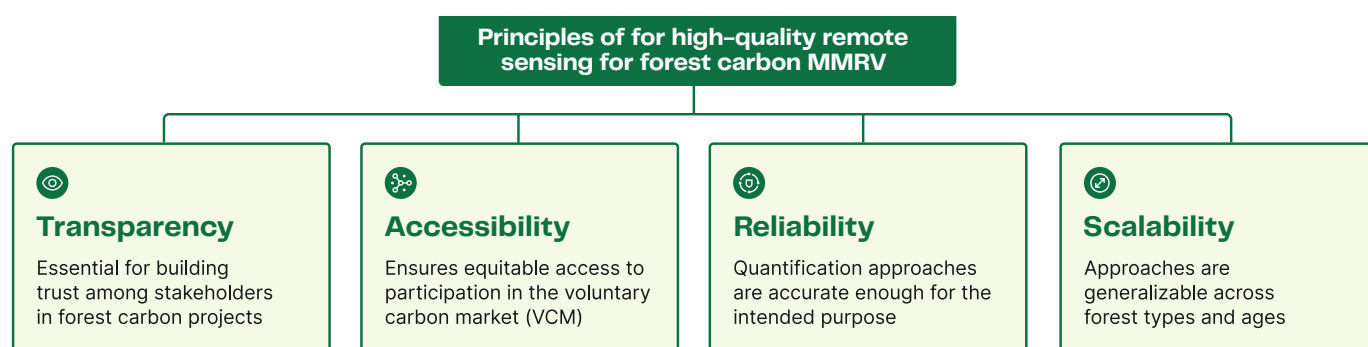 Principles of for high-quality remote
sensing for forest carbon MMRV
Transparency
Essential for building
trust among stakeholders
in forest carbon projects
Accessibility
Ensures equitable access to
participation in the voluntary
carbon market (VCM)
Reliability
Quantification approaches
are accurate enough for the
intended purpose
Scalability
Approaches are
generalizable across
forest types and ages